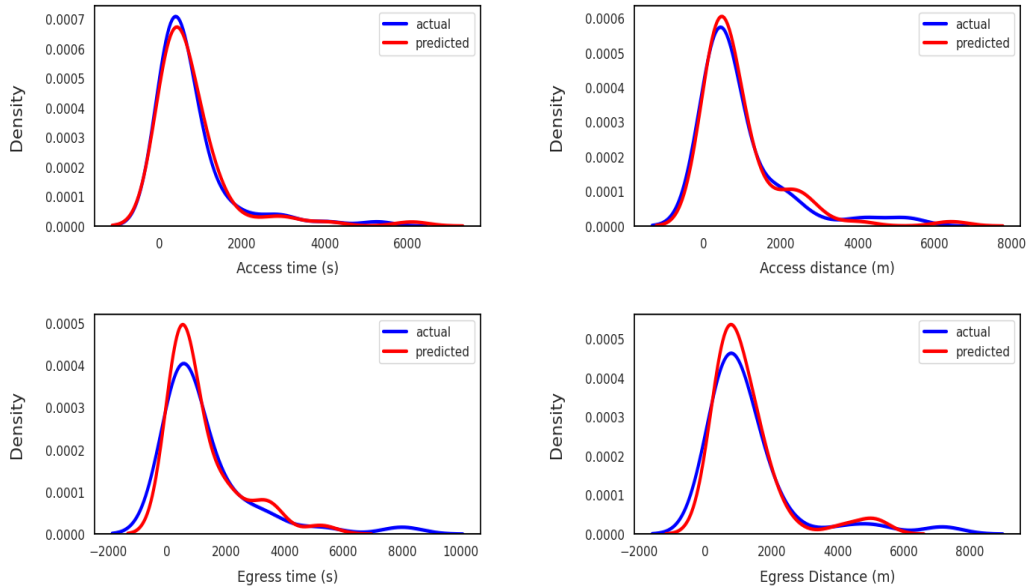 0.0007
0.0006
0.0005
0.0004
0.0003
0.0002
0.0001
0.0000
Density
0 2000 4000 6000
Access time (s)
actual
predicted
0.0006
0.0005
0.0004
0.0003
0.0002
0.0001
0.0000
Density
0 2000 4000 6000 8000
Access distance (m)
actual
predicted
0.0005
0.0004
0.0003
0.0002
0.0001
0.0000
Density
−2000 0 2000 4000 6000 8000 10000
Egress time (s)
actual
predicted
0.0005
0.0004
0.0003
0.0002
0.0001
0.0000
Density
−2000 0 2000 4000 6000 8000
Egress Distance (m)
actual
predicted